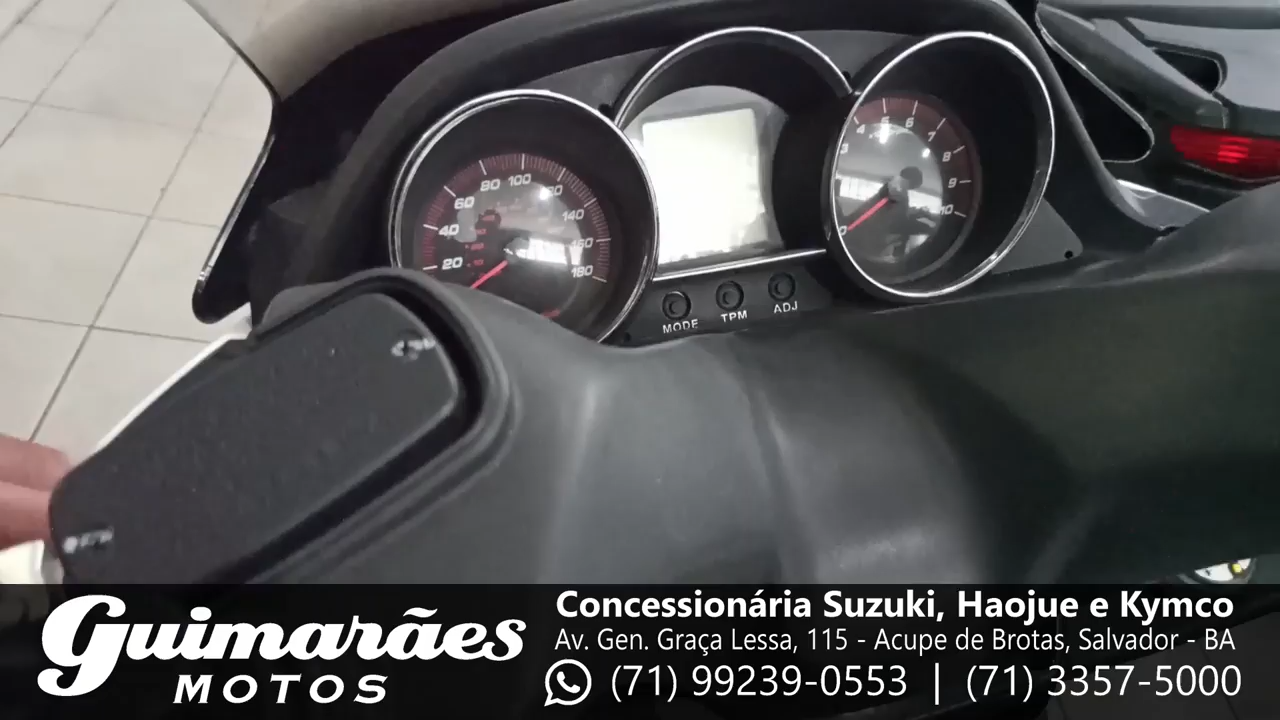 20 40 60 80 100 120 140 160 180
3 4 5 6 7 8 9 10
MODE TPM ADJ
Guimarães
MOTOS
Concessionária Suzuki, Haojue e Kymco
Av. Gen. Graça Lessa, 115 - Acupe de Brotas, Salvador - BA
(71) 99239-0553 | (71) 3357-5000